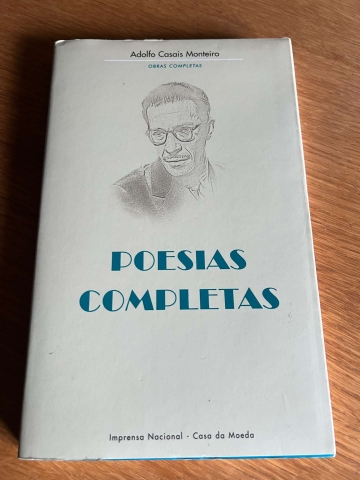 Adolfo Casais Monteiro
OBRAS COMPLETAS
POESIAS
COMPLETAS
Imprensa Nacional - Casa da Moeda